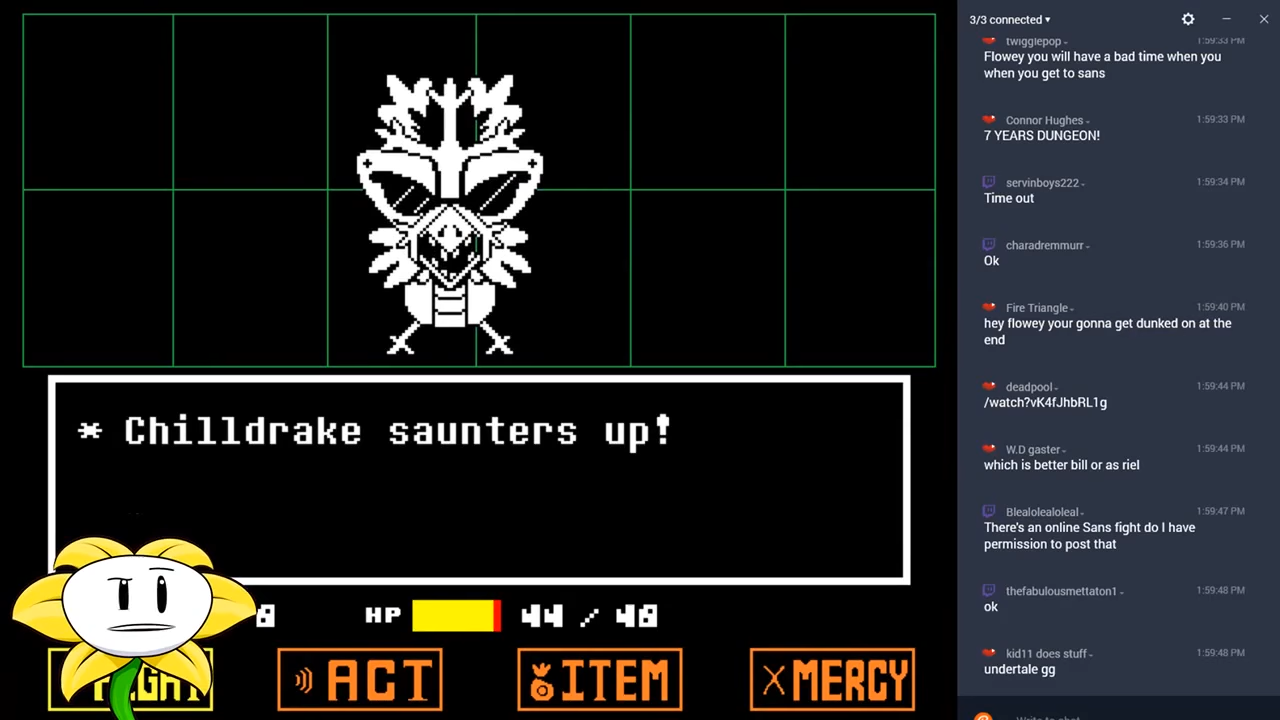 * Chilldrake saunters up!
8 HP 44 / 48
FIGHT ACT ITEM MERCY
3/3 connected
twiggiepop 1:59:33 PM
Flowey you will have a bad time when you
when you get to sans
Connor Hughes 1:59:33 PM
7 YEARS DUNGEON!
servinboys222 1:59:34 PM
Time out
charadremmurr 1:59:36 PM
Ok
Fire Triangle 1:59:40 PM
hey flowey your gonna get dunked on at the
end
deadpool 1:59:44 PM
/watch?vK4fJhbRL1g
W.D gaster 1:59:44 PM
which is better bill or as riel
Blealolealoleal 1:59:47 PM
There's an online Sans fight do I have
permission to post that
thefabulousmettaton1 1:59:48 PM
ok
kid11 does stuff 1:59:48 PM
undertale gg
Write to chat